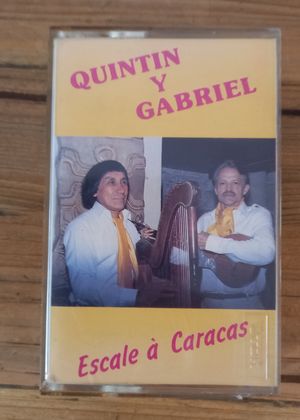 QUINTIN
Y
GABRIEL
Escale à Caracas